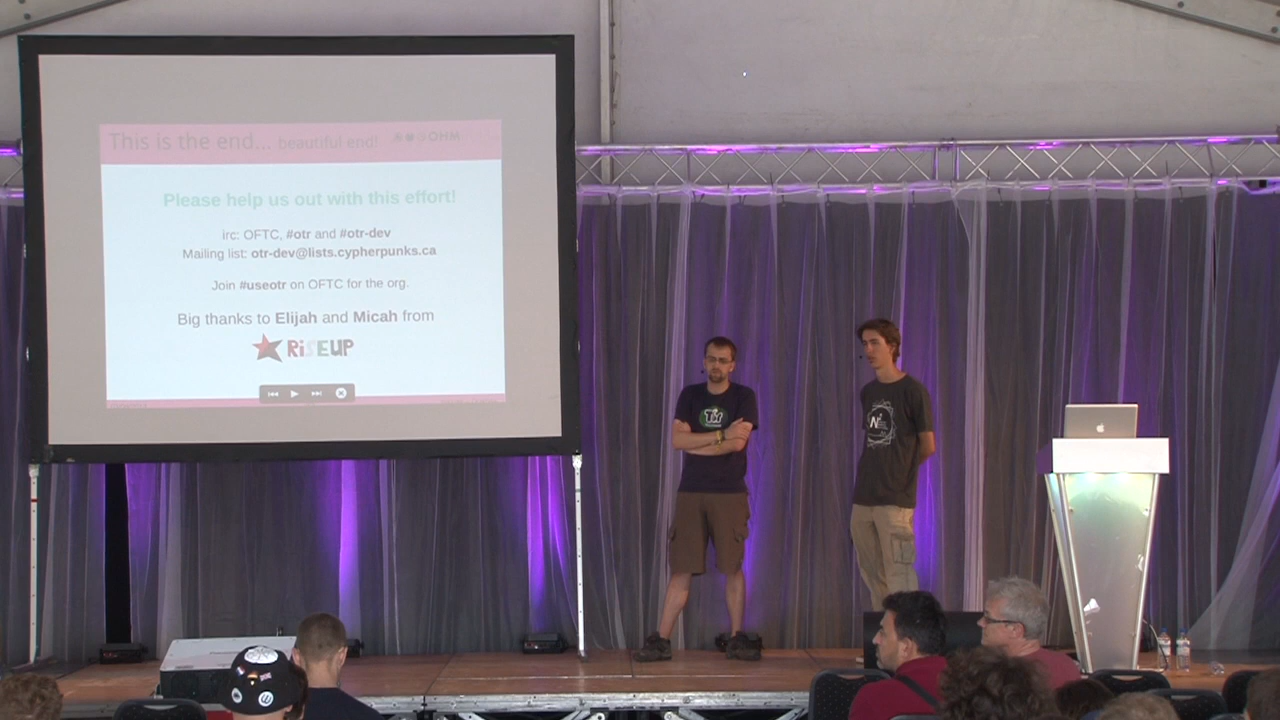 This is the end... beautiful end! OHM
Please help us out with this effort!
irc: OFTC, #otr and #otr-dev
Mailing list: otr-dev@lists.cypherpunks.ca
Join #useotr on OFTC for the org.
Big thanks to Elijah and Micah from
RiSEUP